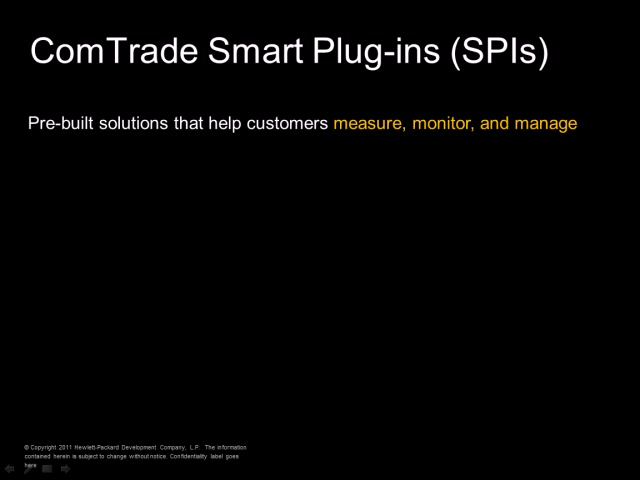 ComTrade Smart Plug-ins (SPIs)
Pre-built solutions that help customers measure, monitor, and manage
© Copyright 2011 Hewlett-Packard Development Company, L.P. The information
contained herein is subject to change without notice. Confidentiality label goes
here